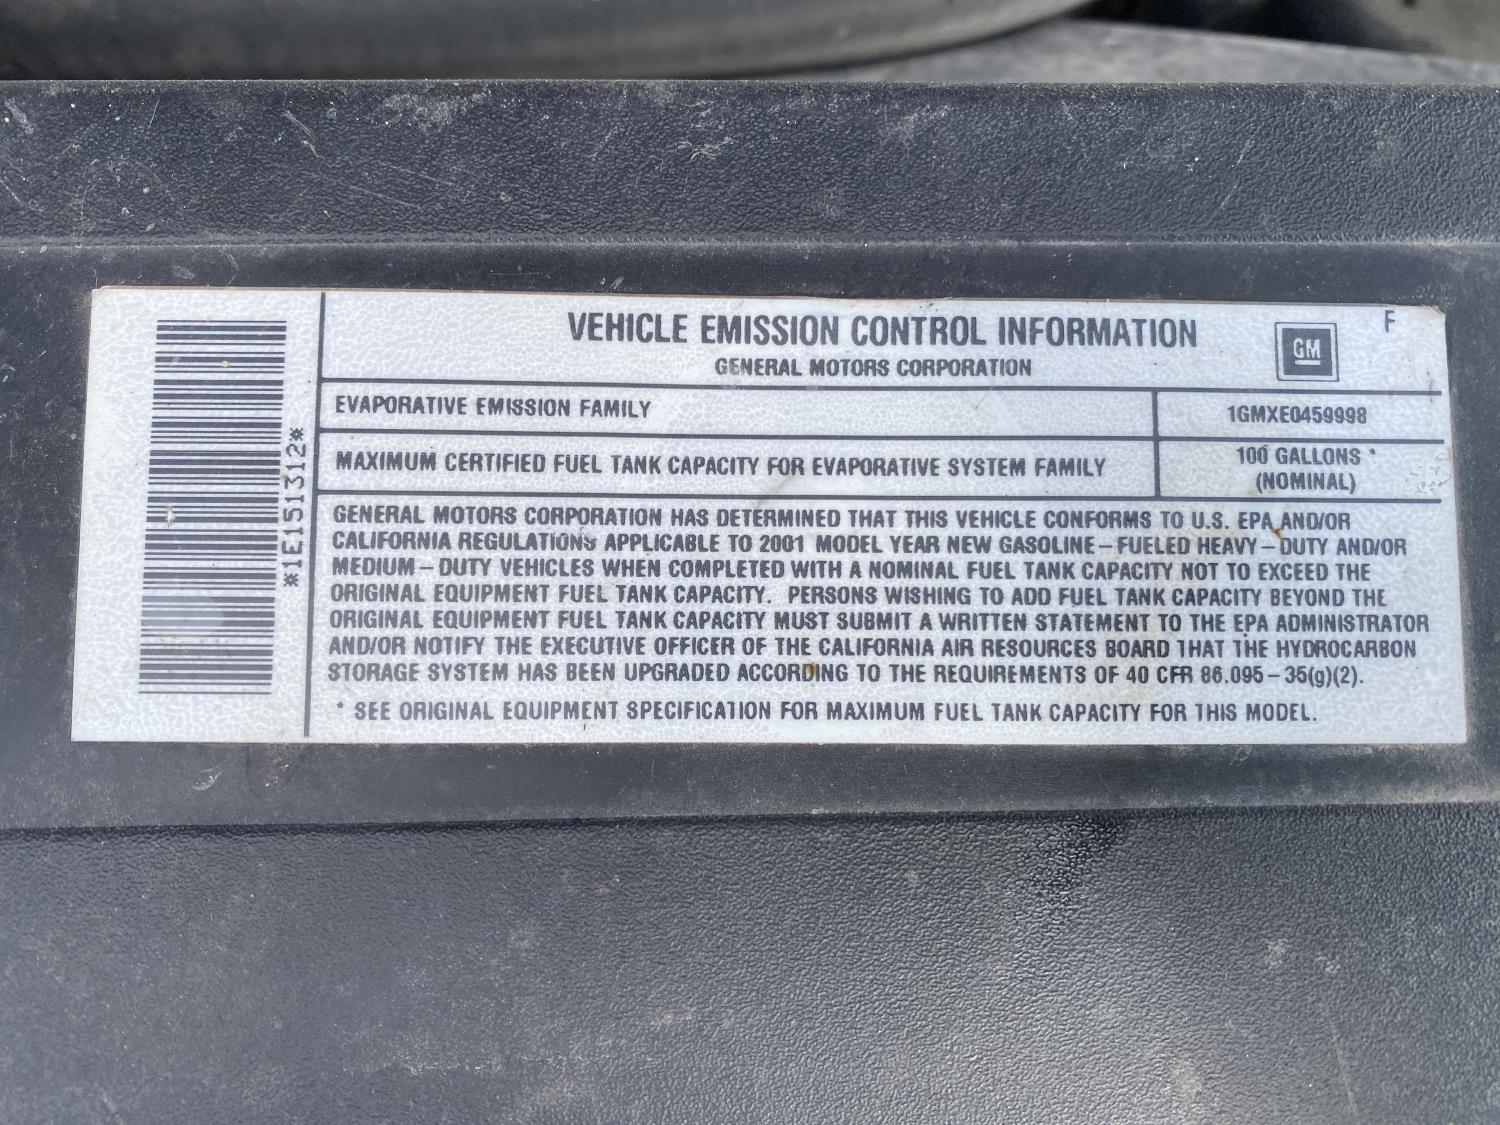 VEHICLE EMISSION CONTROL INFORMATION
GENERAL MOTORS CORPORATION
GM
F
EVAPORATIVE EMISSION FAMILY 1GMXE0459998
MAXIMUM CERTIFIED FUEL TANK CAPACITY FOR EVAPORATIVE SYSTEM FAMILY 100 GALLONS *
(NOMINAL)
GENERAL MOTORS CORPORATION HAS DETERMINED THAT THIS VEHICLE CONFORMS TO U.S. EPA AND/OR
CALIFORNIA REGULATIONS APPLICABLE TO 2001 MODEL YEAR NEW GASOLINE-FUELED HEAVY-DUTY AND/OR
MEDIUM-DUTY VEHICLES WHEN COMPLETED WITH A NOMINAL FUEL TANK CAPACITY NOT TO EXCEED THE
ORIGINAL EQUIPMENT FUEL TANK CAPACITY. PERSONS WISHING TO ADD FUEL TANK CAPACITY BEYOND THE
ORIGINAL EQUIPMENT FUEL TANK CAPACITY MUST SUBMIT A WRITTEN STATEMENT TO THE EPA ADMINISTRATOR
AND/OR NOTIFY THE EXECUTIVE OFFICER OF THE CALIFORNIA AIR RESOURCES BOARD THAT THE HYDROCARBON
STORAGE SYSTEM HAS BEEN UPGRADED ACCORDING TO THE REQUIREMENTS OF 40 CFR 86.095-35(g)(2).
* SEE ORIGINAL EQUIPMENT SPECIFICATION FOR MAXIMUM FUEL TANK CAPACITY FOR THIS MODEL.
*1E151312*